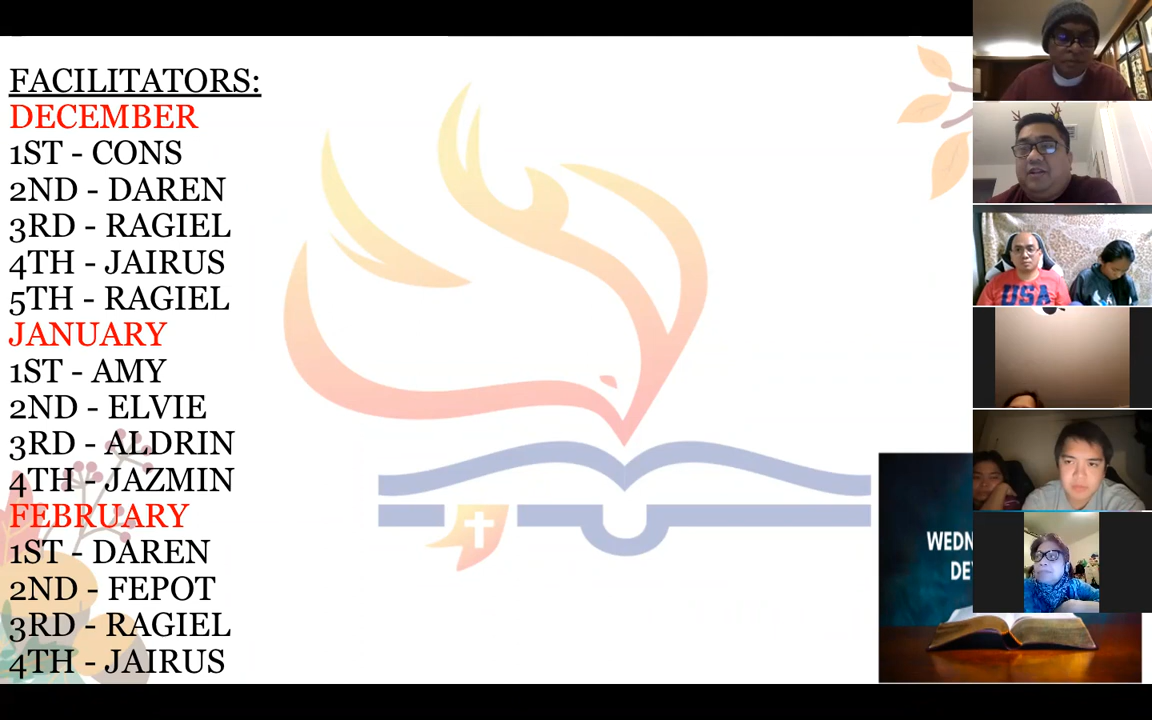 FACILITATORS:
DECEMBER
1ST - CONS
2ND - DAREN
3RD - RAGIEL
4TH - JAIRUS
5TH - RAGIEL
JANUARY
1ST - AMY
2ND - ELVIE
3RD - ALDRIN
4TH - JAZMIN
FEBRUARY
1ST - DAREN
2ND - FEPOT
3RD - RAGIEL
4TH - JAIRUS
USA